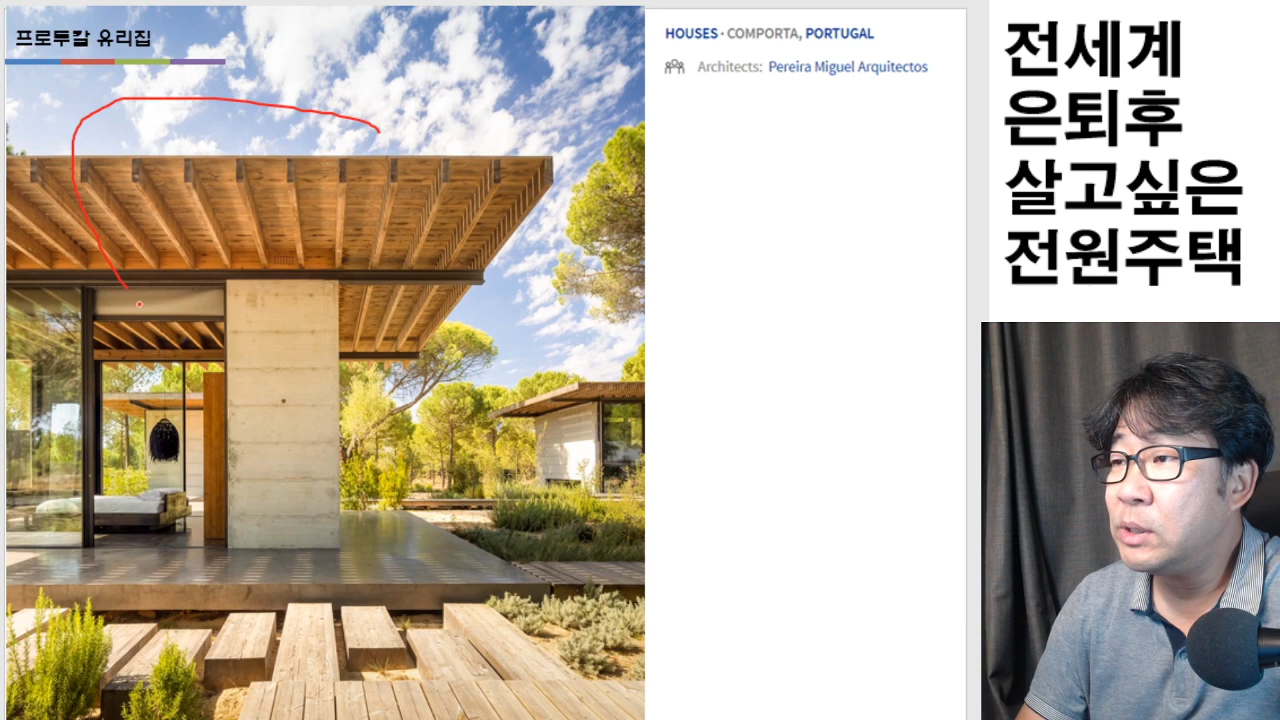 프로투칼 유리집
HOUSES · COMPORTA, PORTUGAL
Architects: Pereira Miguel Arquitectos
전세계
은퇴후
살고싶은
전원주택